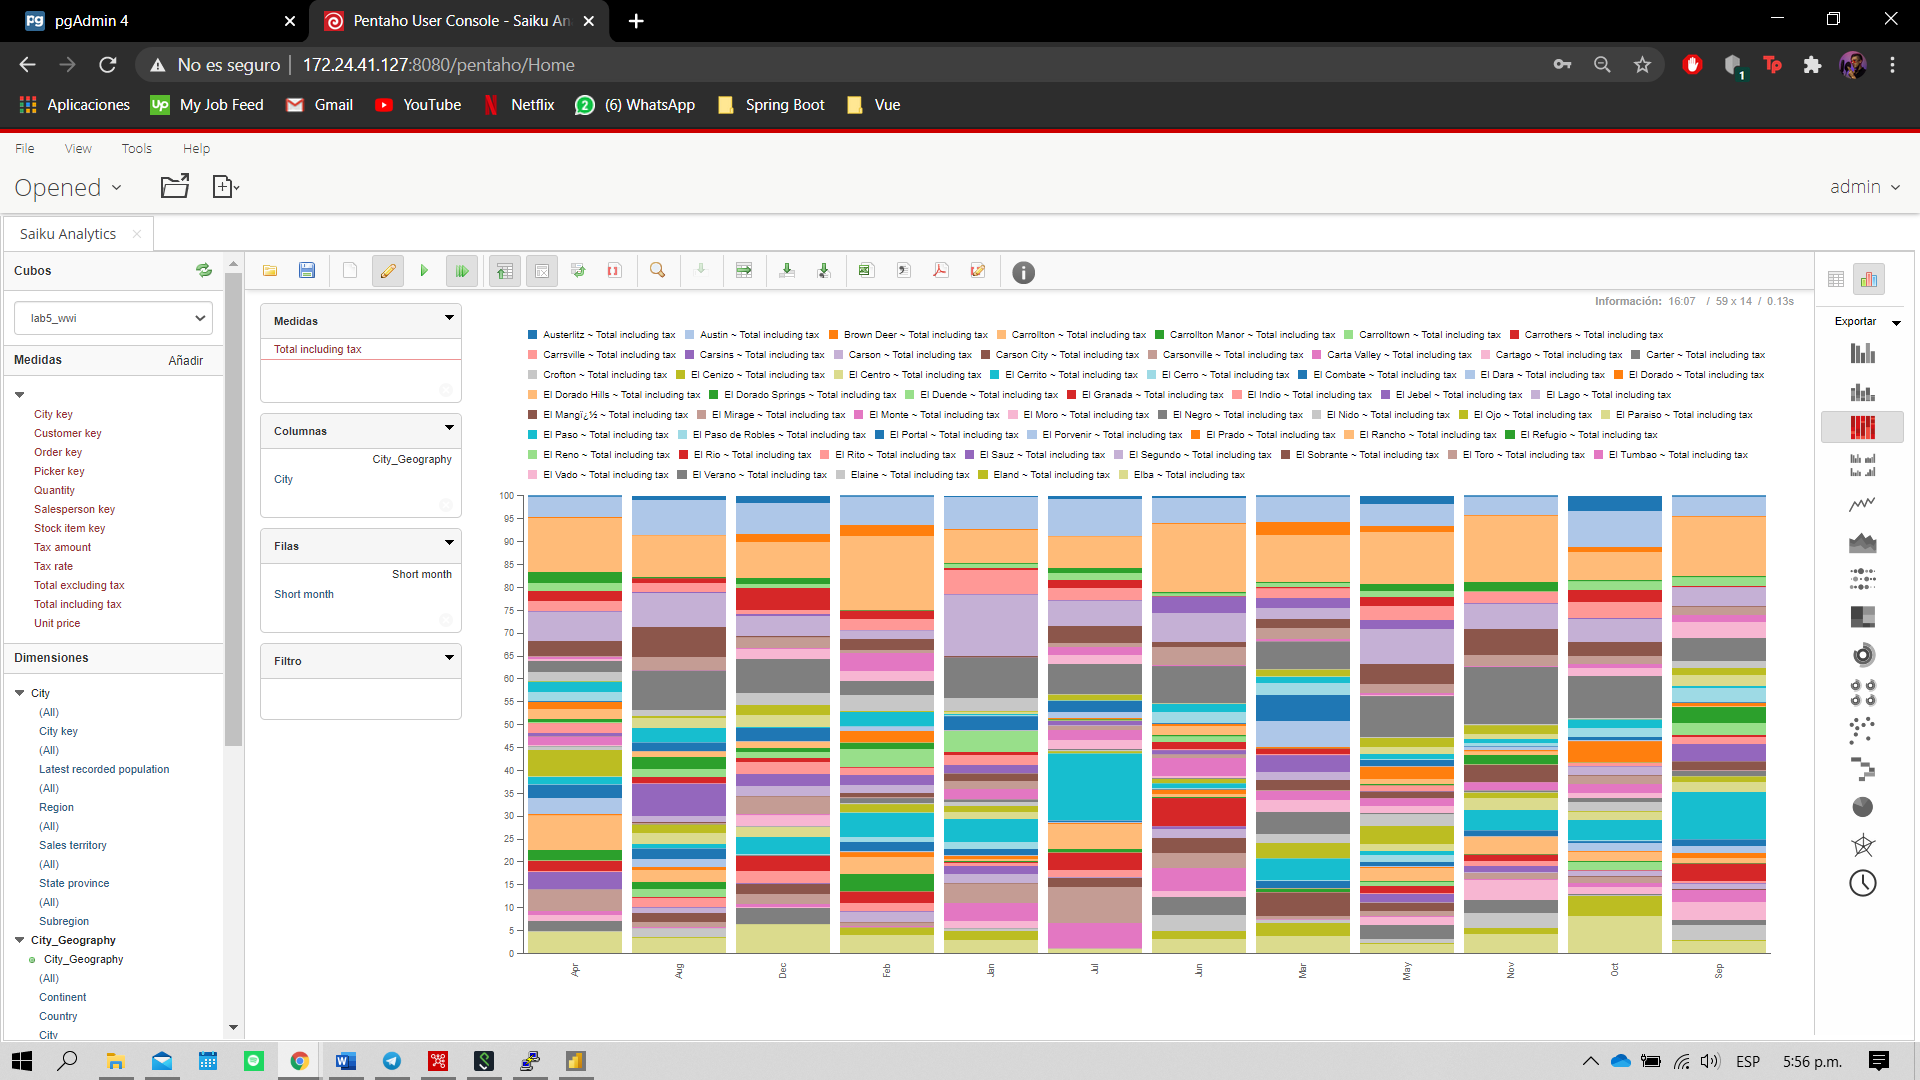 pgAdmin 4
Pentaho User Console - Saiku An
No es seguro | 172.24.41.127:8080/pentaho/Home
Aplicaciones My Job Feed Gmail YouTube Netflix (6) WhatsApp Spring Boot Vue
File View Tools Help
Opened
admin
Saiku Analytics
Cubos
lab5_wwi
Medidas Añadir
City key
Customer key
Order key
Picker key
Quantity
Salesperson key
Stock item key
Tax amount
Tax rate
Total excluding tax
Total including tax
Unit price
Dimensiones
City
(All)
City key
(All)
Latest recorded population
(All)
Region
(All)
Sales territory
(All)
State province
(All)
Subregion
City_Geography
City_Geography
(All)
Continent
Country
City
Medidas
Total including tax
Columnas
City_Geography
City
Filas
Short month
Short month
Filtro
Información: 16:07 / 59 x 14 / 0.13s
Austerlitz ~ Total including tax Austin ~ Total including tax Brown Deer ~ Total including tax Carrollton ~ Total including tax Carrollton Manor ~ Total including tax Carrolltown ~ Total including tax Carrothers ~ Total including tax
Carrsville ~ Total including tax Carsins ~ Total including tax Carson ~ Total including tax Carson City ~ Total including tax Carsonville ~ Total including tax Carta Valley ~ Total including tax Cartago ~ Total including tax Carter ~ Total including tax
Crofton ~ Total including tax El Cenizo ~ Total including tax El Centro ~ Total including tax El Cerrito ~ Total including tax El Cerro ~ Total including tax El Combate ~ Total including tax El Dara ~ Total including tax El Dorado ~ Total including tax
El Dorado Hills ~ Total including tax El Dorado Springs ~ Total including tax El Duende ~ Total including tax El Granada ~ Total including tax El Indio ~ Total including tax El Jebel ~ Total including tax El Lago ~ Total including tax
El Mangï¿½ ~ Total including tax El Mirage ~ Total including tax El Monte ~ Total including tax El Moro ~ Total including tax El Negro ~ Total including tax El Nido ~ Total including tax El Ojo ~ Total including tax El Paraiso ~ Total including tax
El Paso ~ Total including tax El Paso de Robles ~ Total including tax El Portal ~ Total including tax El Porvenir ~ Total including tax El Prado ~ Total including tax El Rancho ~ Total including tax El Refugio ~ Total including tax
El Reno ~ Total including tax El Rio ~ Total including tax El Rito ~ Total including tax El Sauz ~ Total including tax El Segundo ~ Total including tax El Sobrante ~ Total including tax El Toro ~ Total including tax El Tumbao ~ Total including tax
El Vado ~ Total including tax El Verano ~ Total including tax Elaine ~ Total including tax Eland ~ Total including tax Elba ~ Total including tax
100
95
90
85
80
75
70
65
60
55
50
45
40
35
30
25
20
15
10
5
0
Apr Aug Dec Feb Jan Jul Jun Mar May Nov Oct Sep
Exportar
ESP 5:56 p.m.